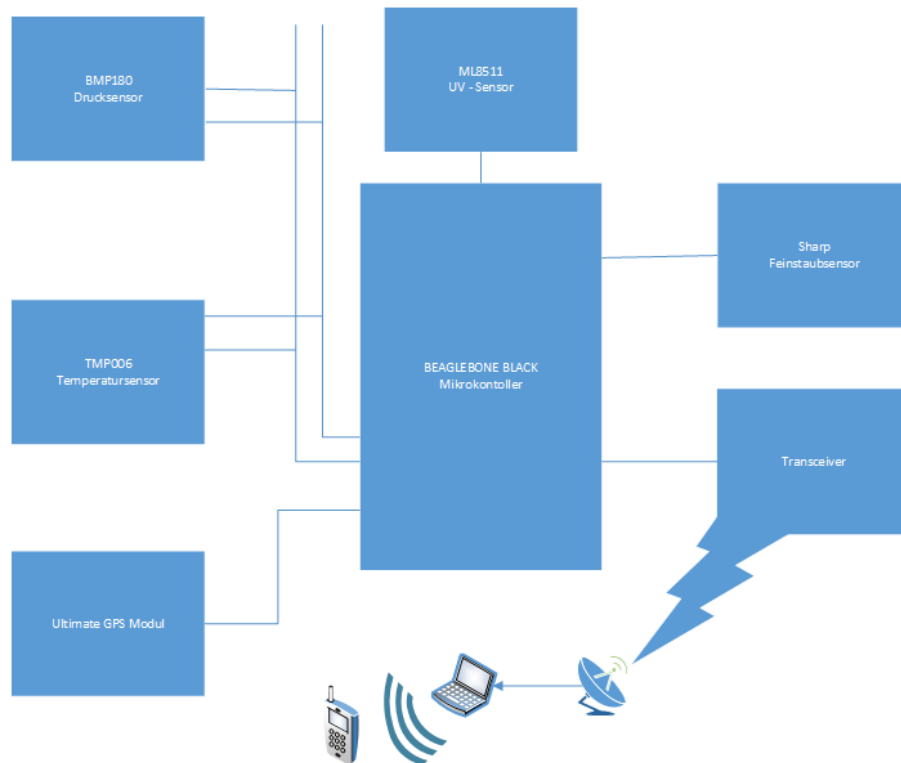 BMP180
Drucksensor
ML8511
UV - Sensor
Sharp
Feinstaubsensor
TMP006
Temperatursensor
BEAGLEBONE BLACK
Mikrokontoller
Transceiver
Ultimate GPS Modul